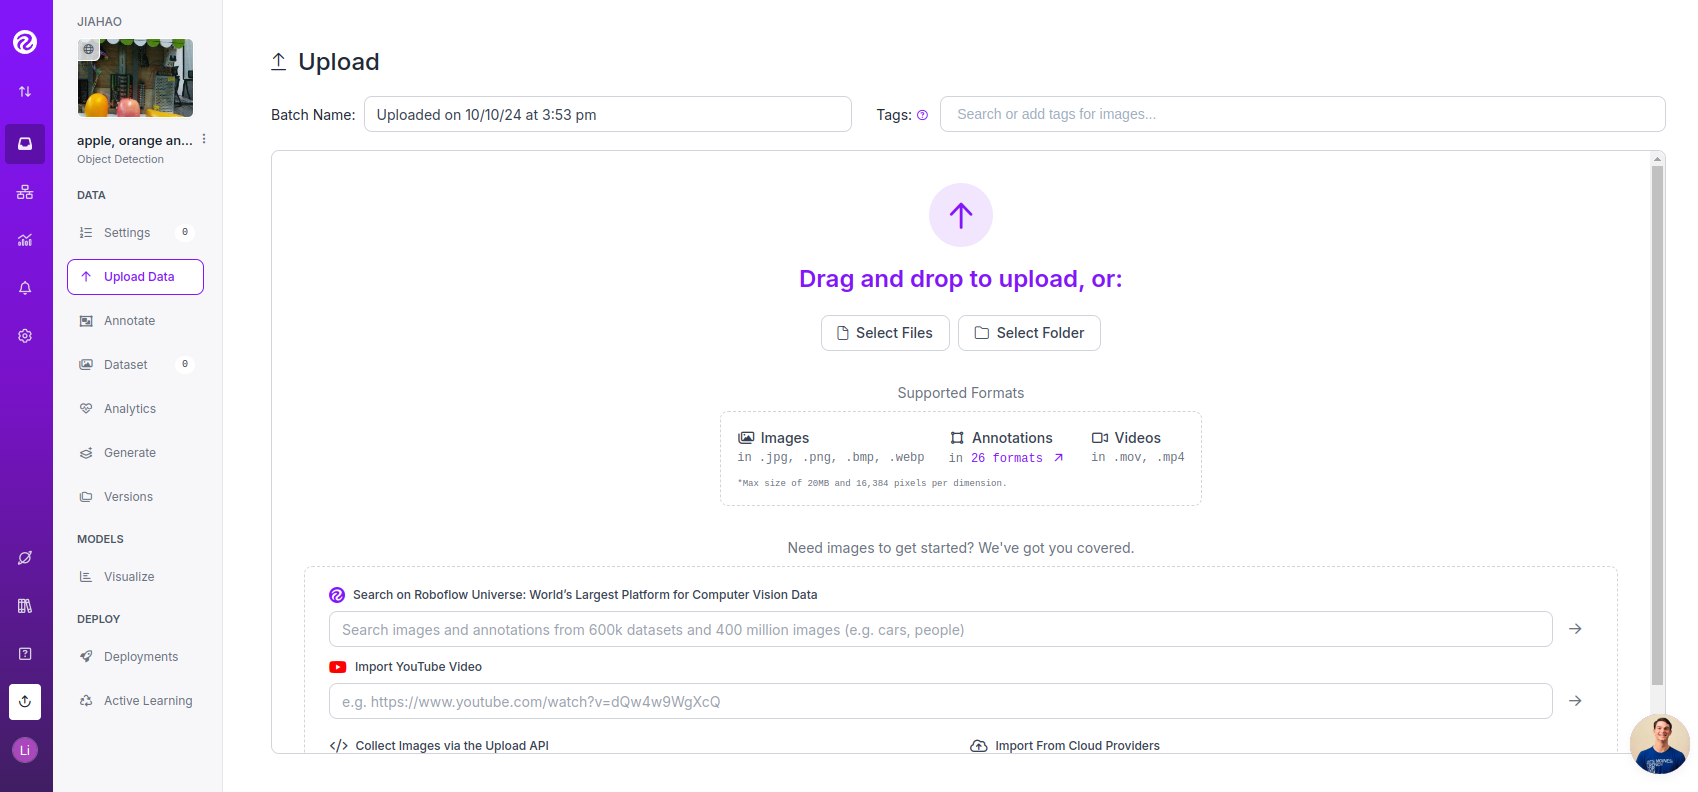 JIAHAO
apple, orange an...
Object Detection
DATA
Settings 0
Upload Data
Annotate
Dataset 0
Analytics
Generate
Versions
MODELS
Visualize
DEPLOY
Deployments
Active Learning
Li
Upload
Batch Name: Uploaded on 10/10/24 at 3:53 pm Tags: Search or add tags for images...
Drag and drop to upload, or:
Select Files Select Folder
Supported Formats
Images Annotations Videos
in .jpg, .png, .bmp, .webp in 26 formats in .mov, .mp4
*Max size of 20MB and 16,384 pixels per dimension.
Need images to get started? We've got you covered.
Search on Roboflow Universe: World’s Largest Platform for Computer Vision Data
Search images and annotations from 600k datasets and 400 million images (e.g. cars, people)
Import YouTube Video
e.g. https://www.youtube.com/watch?v=dQw4w9WgXcQ
</> Collect Images via the Upload API Import From Cloud Providers